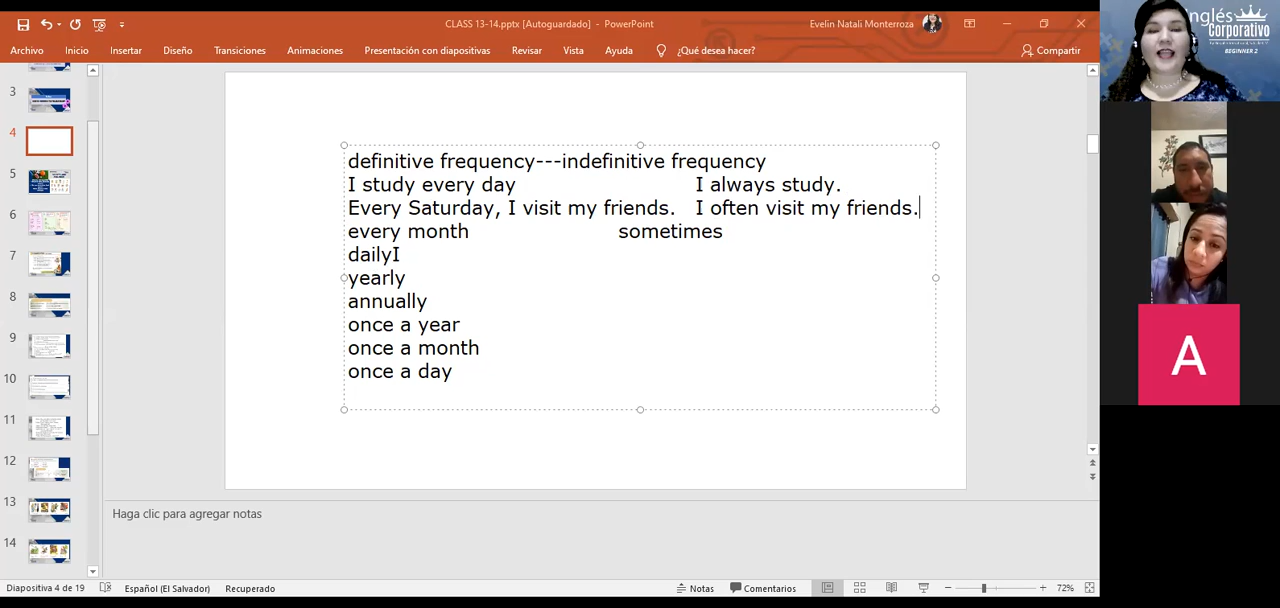 CLASS 13-14.pptx [Autoguardado] - PowerPoint
Evelin Natali Monterroza
Archivo Inicio Insertar Diseño Transiciones Animaciones Presentación con diapositivas Revisar Vista Ayuda ¿Qué desea hacer? Compartir
inglés
Corporativo
BEGINNER 2
3
4
5
6
7
8
9
10
11
12
13
14
definitive frequency---indefinitive frequency
I study every day I always study.
Every Saturday, I visit my friends. I often visit my friends.
every month sometimes
dailyI
yearly
annually
once a year
once a month
once a day
A
Haga clic para agregar notas
Diapositiva 4 de 19 Español (El Salvador) Recuperado Notas Comentarios 72%